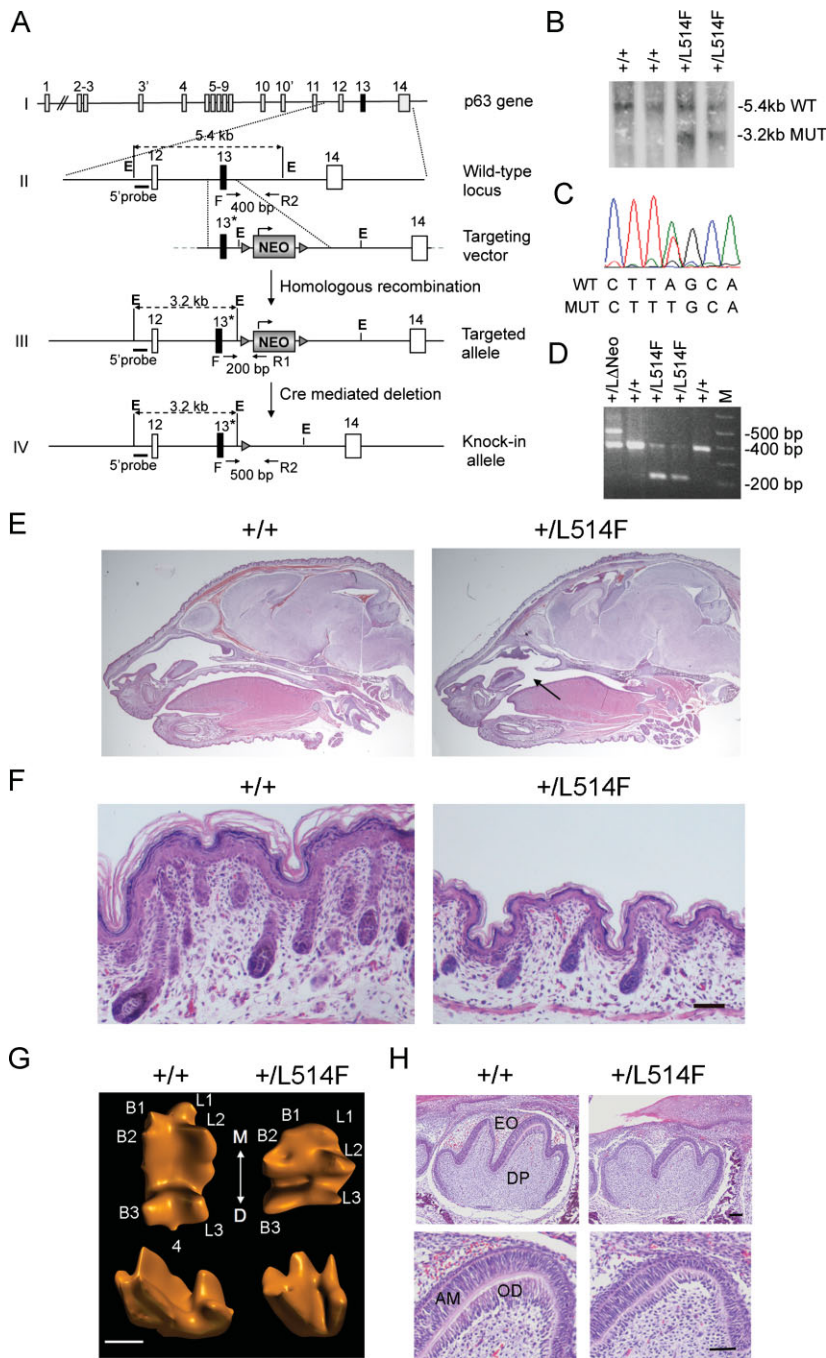 A
1 2-3 3' 4 5-9 10 10' 11 12 13 14
I p63 gene
5.4 kb
E 12 13 E 14
II Wild-type locus
5'probe F 400 bp R2
13* E NEO E 14
Targeting vector
Homologous recombination
E 3.2 kb E
12 13* NEO E 14
III Targeted allele
5'probe F 200 bp R1
Cre mediated deletion
E 3.2 kb E
12 13* E 14
IV Knock-in allele
5'probe F 500 bp R2
B
+/+ +/+ +/L514F +/L514F
-5.4kb WT
-3.2kb MUT
C
WT C T T A G C A
MUT C T T T G C A
D
+/LΔNeo +/+ +/L514F +/L514F +/+ M
-500 bp
-400 bp
-200 bp
E
+/+ +/L514F
F
+/+ +/L514F
G
+/+ +/L514F
B1 L1 B1 L1
B2 L2 M B2 L2
B3 L3 D B3 L3
4
H
+/+ +/L514F
EO
DP
AM OD